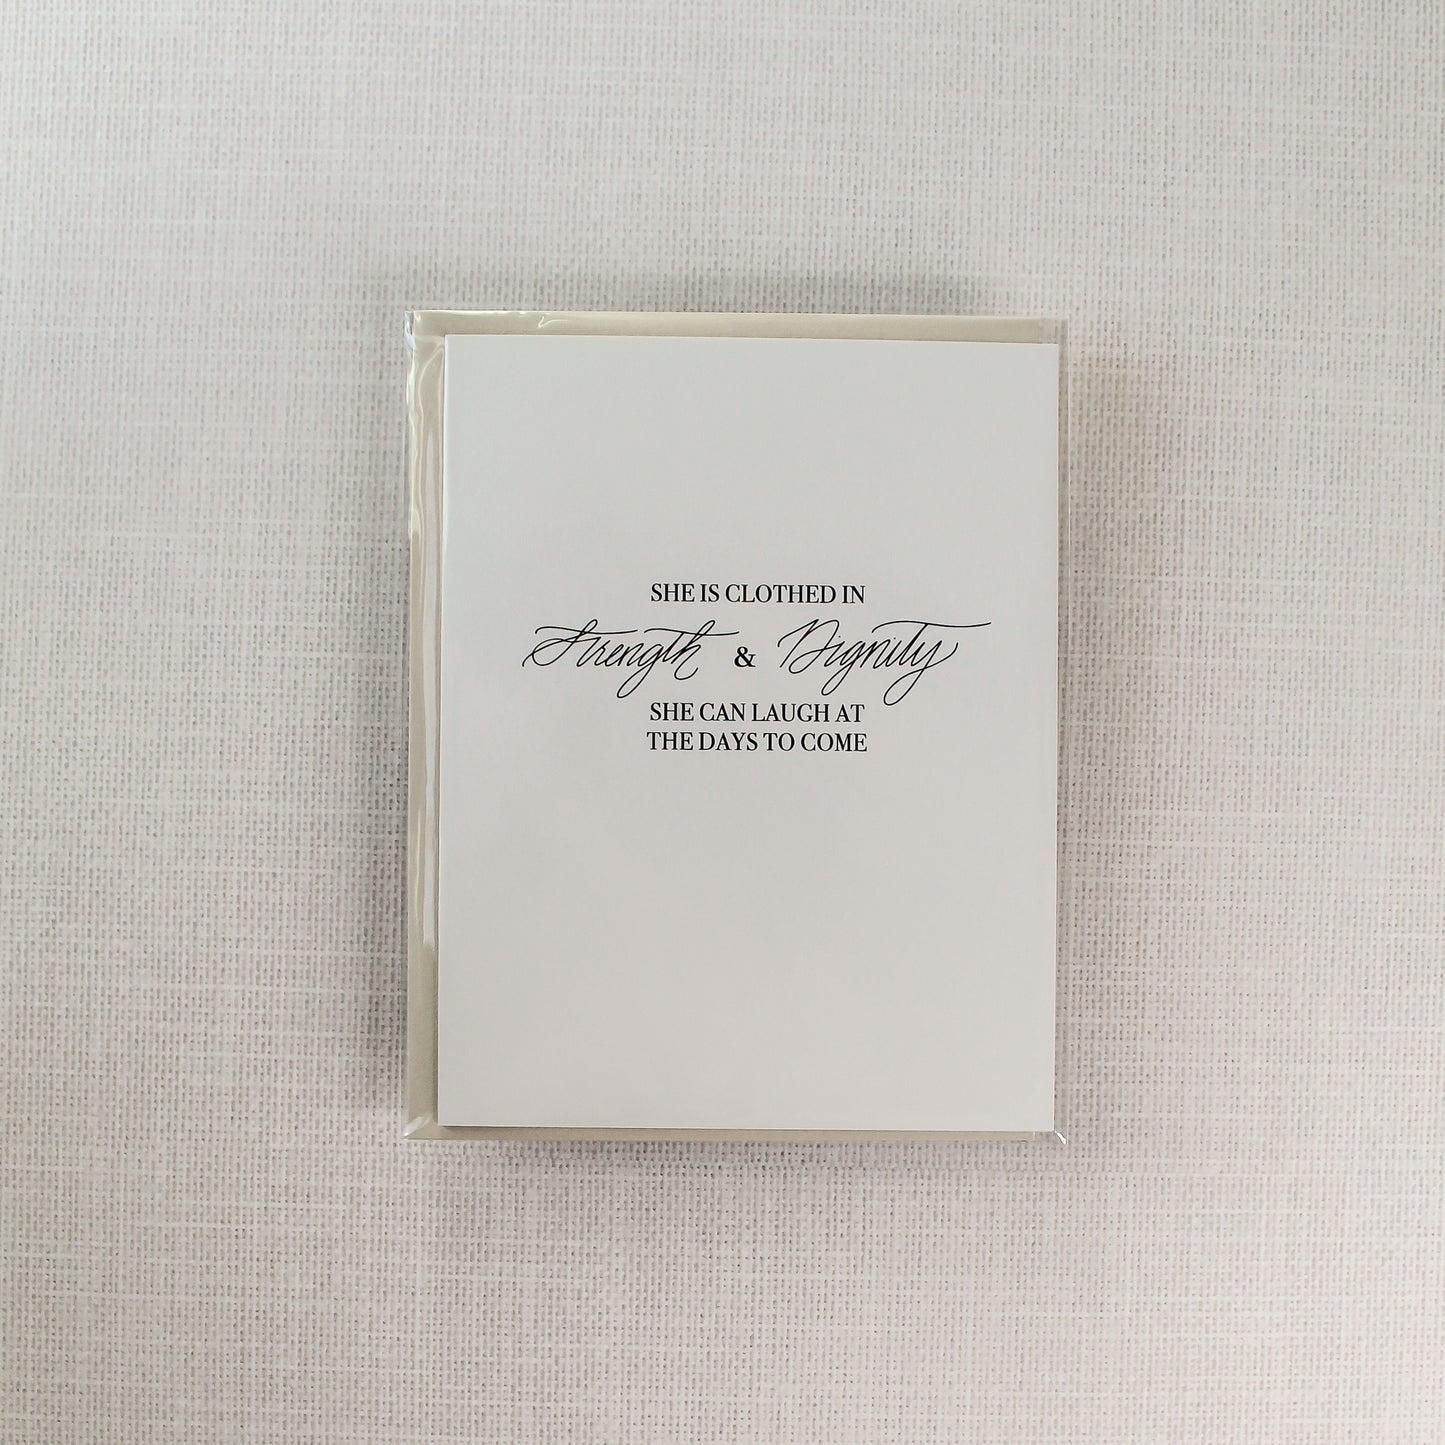 SHE IS CLOTHED IN
Strength & Dignity
SHE CAN LAUGH AT
THE DAYS TO COME